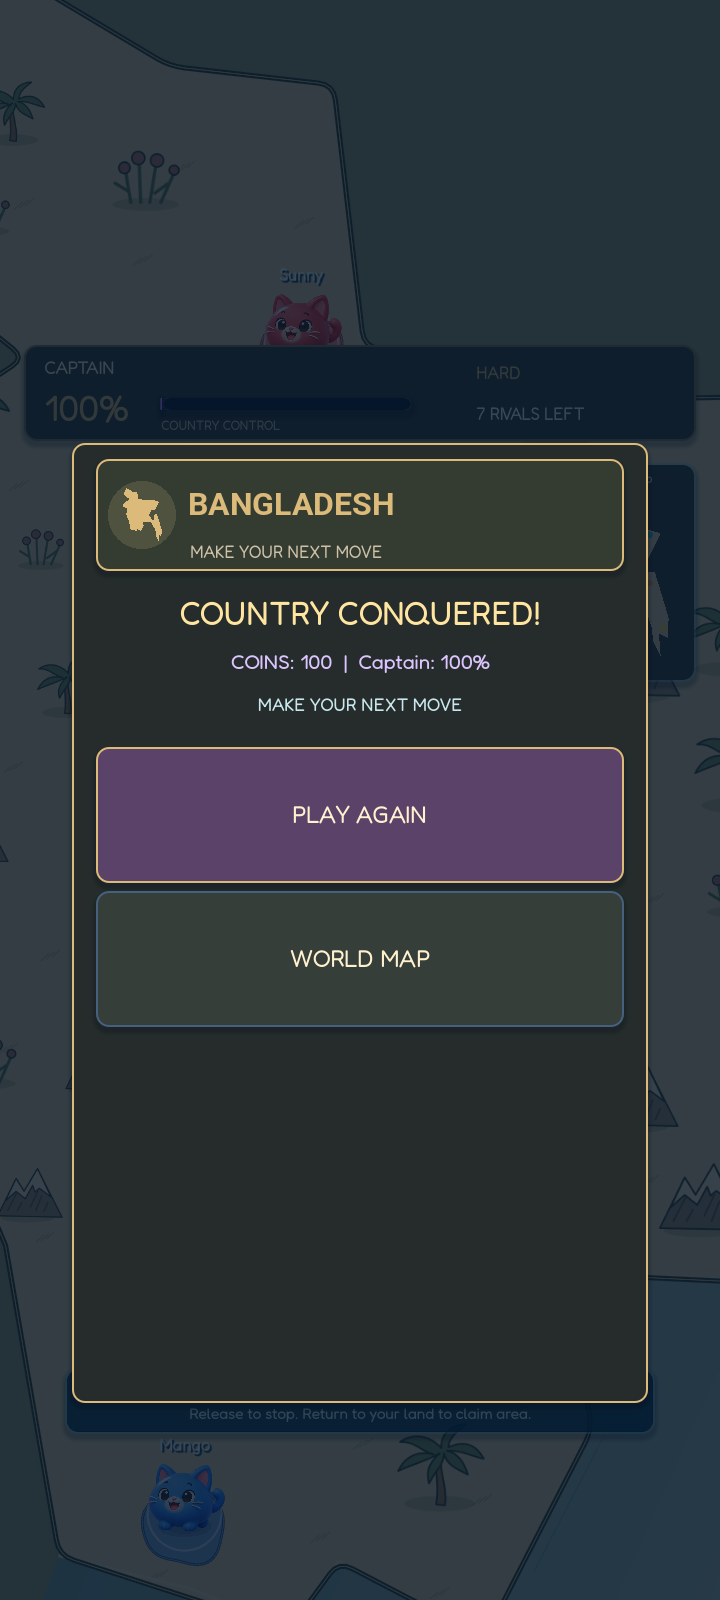 Sunny
CAPTAIN
HARD
100%
COUNTRY CONTROL
7 RIVALS LEFT
BANGLADESH
MAKE YOUR NEXT MOVE
COUNTRY CONQUERED!
COINS: 100 | Captain: 100%
MAKE YOUR NEXT MOVE
PLAY AGAIN
WORLD MAP
Release to stop. Return to your land to claim area.
Mango